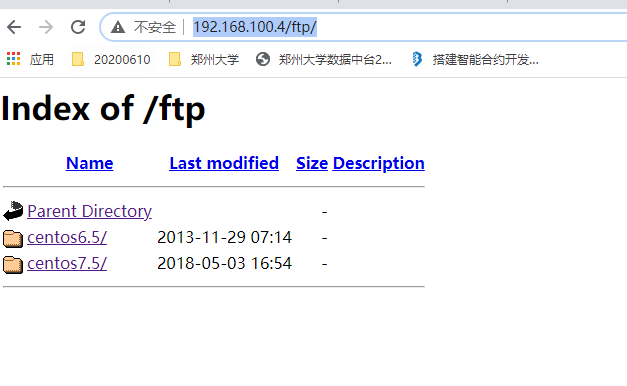 不安全 192.168.100.4/ftp/
应用 20200610 郑州大学 郑州大学数据中台2... 搭建智能合约开发...
Index of /ftp
Name Last modified Size Description
Parent Directory -
centos6.5/ 2013-11-29 07:14 -
centos7.5/ 2018-05-03 16:54 -